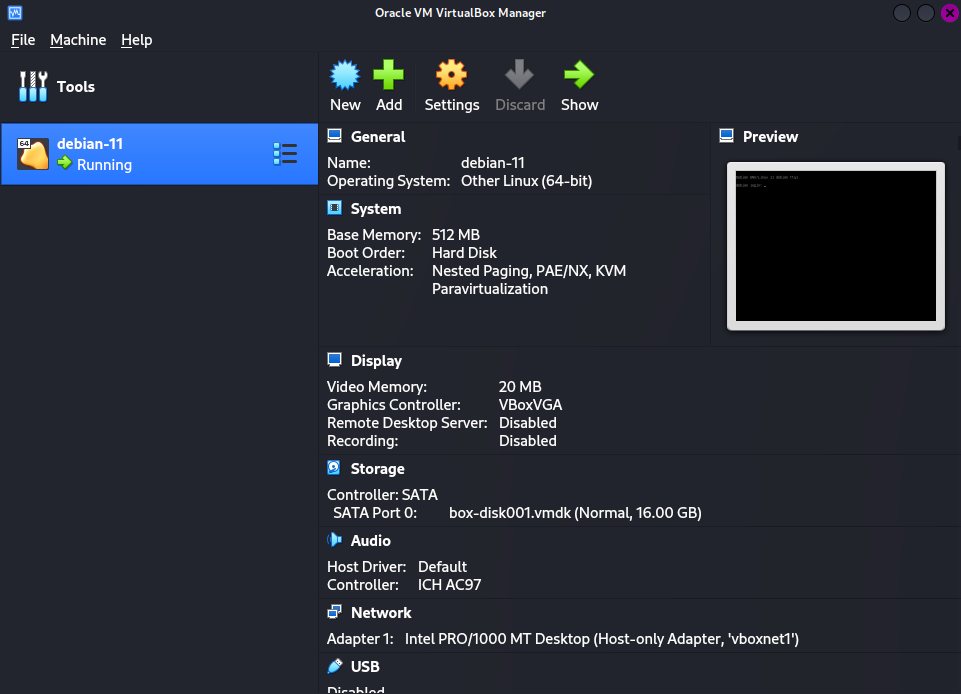 Oracle VM VirtualBox Manager
File Machine Help
Tools
New Add Settings Discard Show
64
debian-11
Running
General
Name: debian-11
Operating System: Other Linux (64-bit)
System
Base Memory: 512 MB
Boot Order: Hard Disk
Acceleration: Nested Paging, PAE/NX, KVM
Paravirtualization
Preview
Display
Video Memory: 20 MB
Graphics Controller: VBoxVGA
Remote Desktop Server: Disabled
Recording: Disabled
Storage
Controller: SATA
SATA Port 0: box-disk001.vmdk (Normal, 16.00 GB)
Audio
Host Driver: Default
Controller: ICH AC97
Network
Adapter 1: Intel PRO/1000 MT Desktop (Host-only Adapter, 'vboxnet1')
USB
Disabled